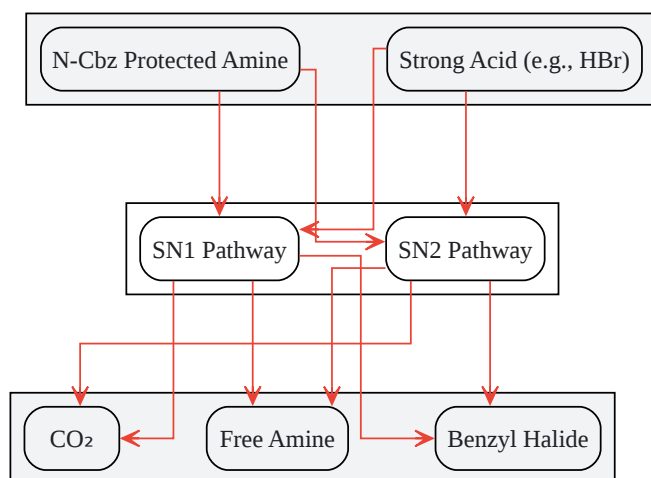 N-Cbz Protected Amine
Strong Acid (e.g., HBr)
SN1 Pathway
SN2 Pathway
CO₂
Free Amine
Benzyl Halide